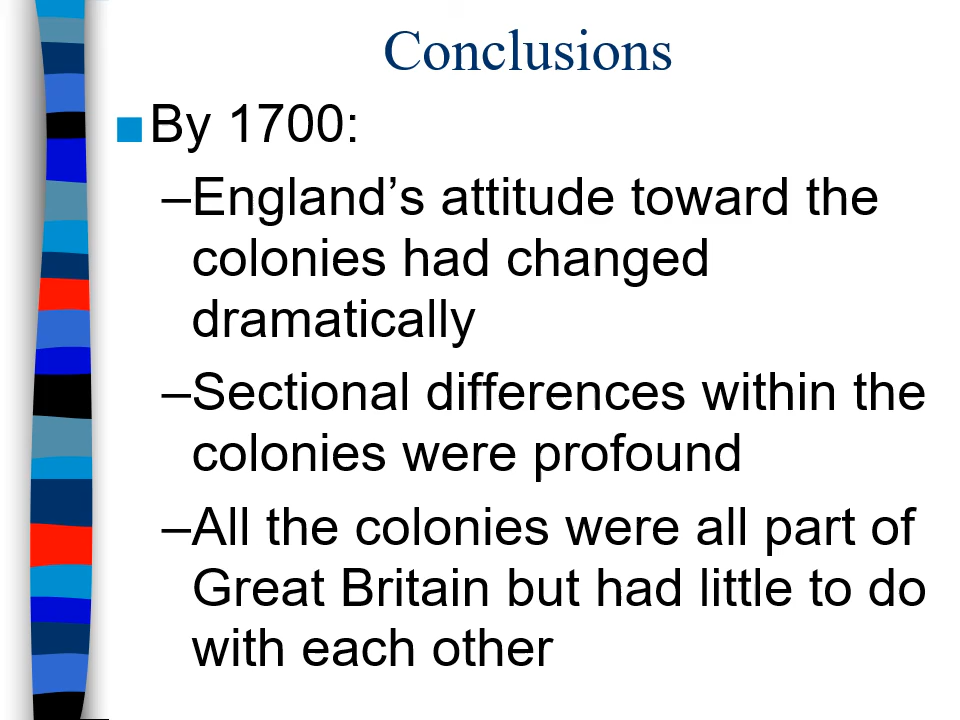 Conclusions
■By 1700:
–England’s attitude toward the
colonies had changed
dramatically
–Sectional differences within the
colonies were profound
–All the colonies were all part of
Great Britain but had little to do
with each other